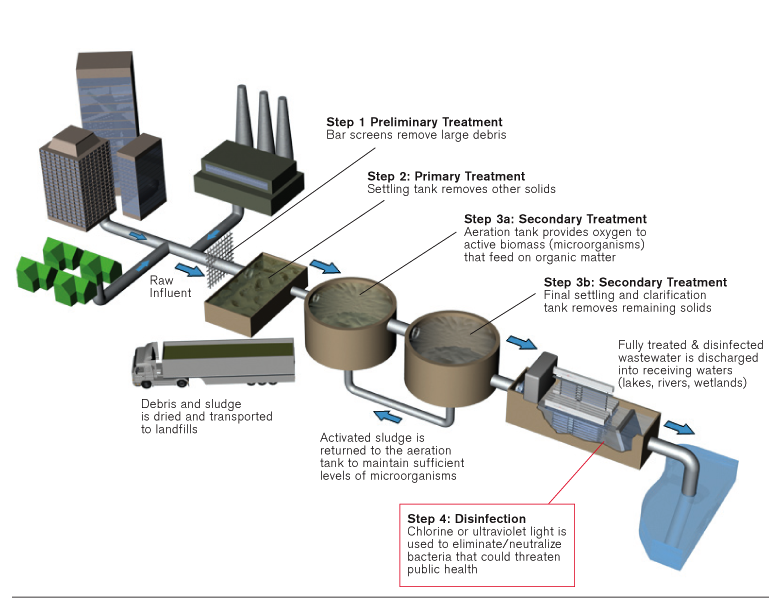 Step 1 Preliminary Treatment
Bar screens remove large debris
Step 2: Primary Treatment
Settling tank removes other solids
Step 3a: Secondary Treatment
Aeration tank provides oxygen to
active biomass (microorganisms)
that feed on organic matter
Step 3b: Secondary Treatment
Final settling and clarification
tank removes remaining solids
Raw
Influent
Fully treated & disinfected
wastewater is discharged
into receiving waters
(lakes, rivers, wetlands)
Debris and sludge
is dried and transported
to landfills
Activated sludge is
returned to the aeration
tank to maintain sufficient
levels of microorganisms
Step 4: Disinfection
Chlorine or ultraviolet light is
used to eliminate/neutralize
bacteria that could threaten
public health